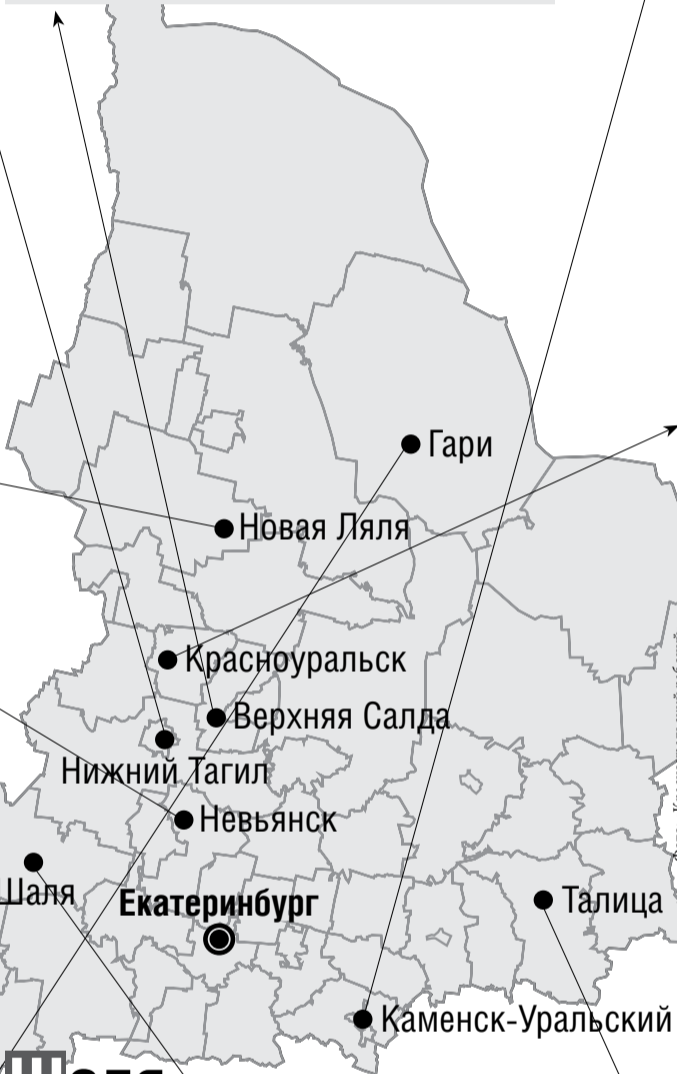 Гари
Новая Ляля
Красноуральск
Верхняя Салда
Нижний Тагил
Невьянск
Шаля
Екатеринбург
Талица
Каменск-Уральский